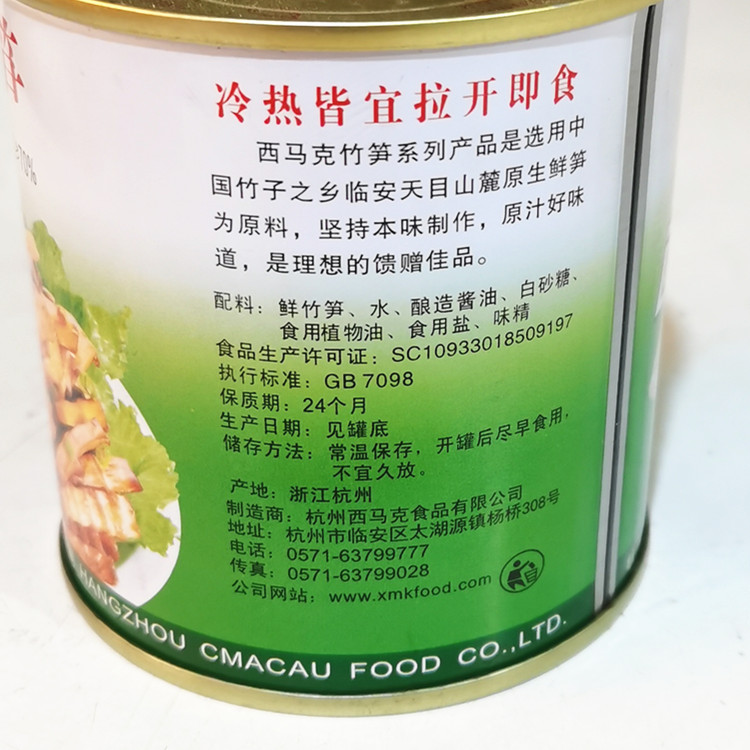 冷热皆宜拉开即食
西马克竹笋系列产品是选用中
国竹子之乡临安天目山麓原生鲜笋
为原料，坚持本味制作，原汁好味
道，是理想的馈赠佳品。
配料：鲜竹笋、水、酿造酱油、白砂糖、
食用植物油、食用盐、味精
食品生产许可证：SC10933018509197
执行标准：GB 7098
保质期：24个月
生产日期：见罐底
储存方法：常温保存，开罐后尽早食用，
不宜久放。
产地：浙江杭州
制造商：杭州西马克食品有限公司
地址：杭州市临安区太湖源镇杨桥308号
电话：0571-63799777
传真：0571-63799028
公司网站：www.xmkfood.com
HANGZHOU CMACAU FOOD CO.,LTD.